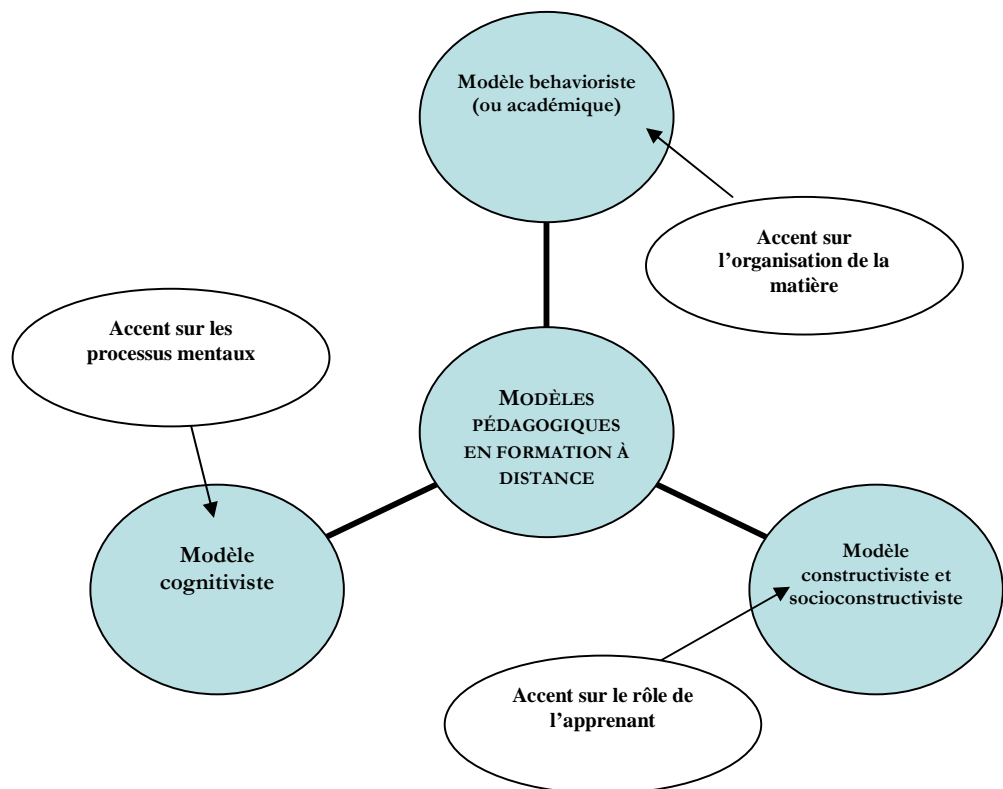 Modèle behavioriste
(ou académique)
Accent sur
l'organisation de la
matière
Accent sur les
processus mentaux
MODÈLES
PÉDAGOGIQUES
EN FORMATION À
DISTANCE
Modèle
cognitiviste
Modèle
constructiviste et
socioconstructiviste
Accent sur le rôle de
l'apprenant